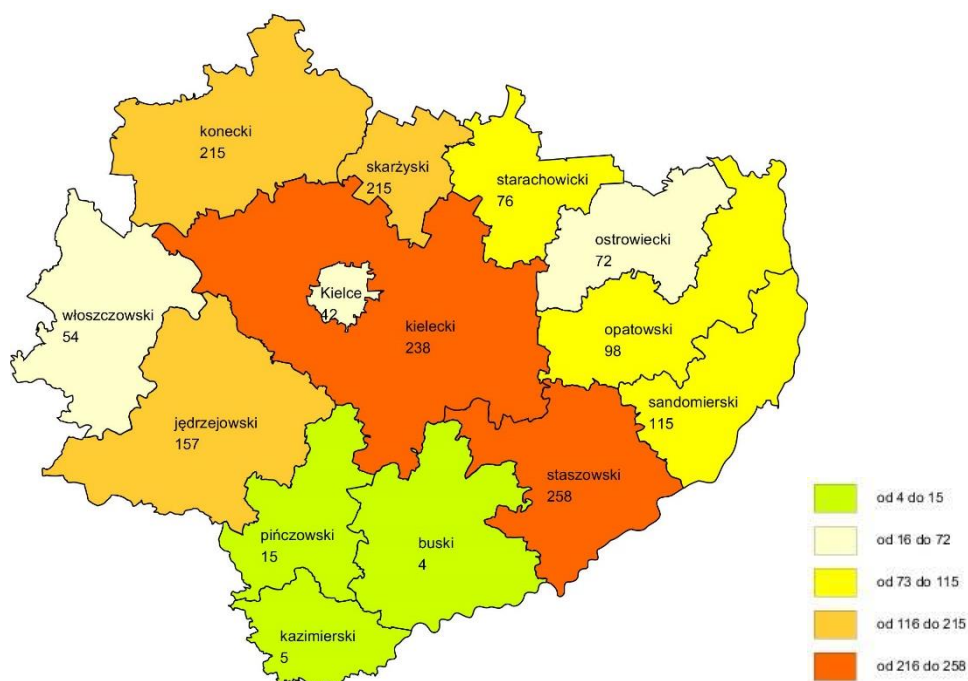 konecki
215
skarżyski
215
starachowicki
76
ostrowiecki
72
Kielce
42
włoszczowski
54
kielecki
238
opatowski
98
sandomierski
115
jędrzejowski
157
staszowski
258
pińczowski
15
buski
4
kazimierski
5
od 4 do 15
od 16 do 72
od 73 do 115
od 116 do 215
od 216 do 258